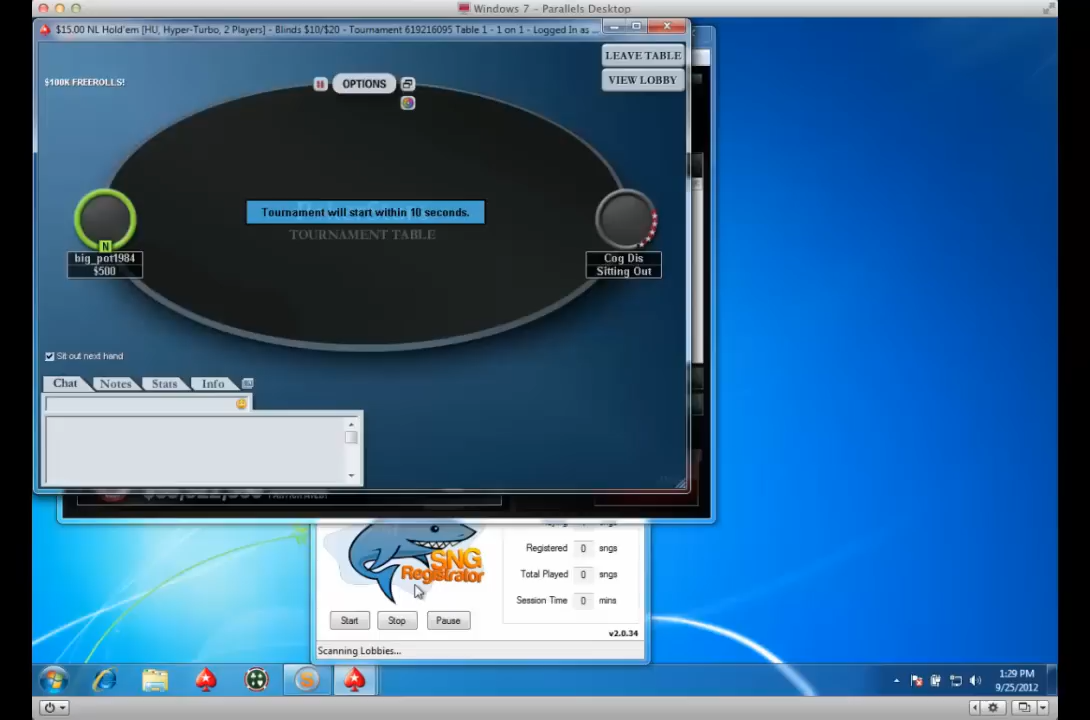 Windows 7 – Parallels Desktop
$15.00 NL Hold'em [HU, Hyper-Turbo, 2 Players] - Blinds $10/$20 - Tournament 619216095 Table 1 - 1 on 1 - Logged In as ...
LEAVE TABLE
$100K FREEROLLS!
OPTIONS
VIEW LOBBY
Tournament will start within 10 seconds.
TOURNAMENT TABLE
N
big_pot1984
$500
Cog Dis
Sitting Out
Sit out next hand
Chat
Notes
Stats
Info
SNG
Registrator
Registered 0 sngs
Total Played 0 sngs
Session Time 0 mins
Start
Stop
Pause
v2.0.34
Scanning Lobbies...
1:29 PM
9/25/2012